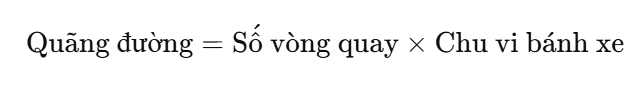 Quãng đường = Số vòng quay × Chu vi bánh xe